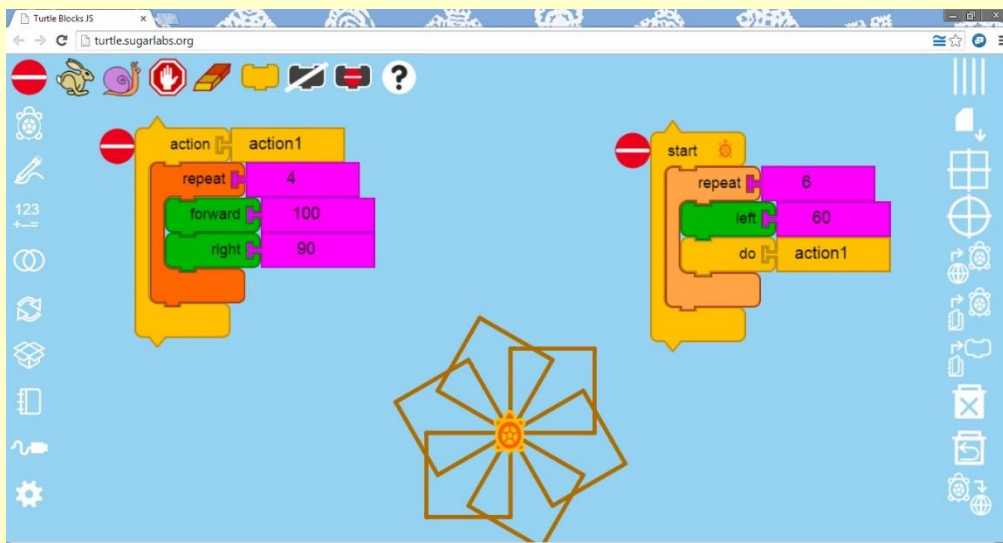 Turtle Blocks JS
turtle.sugarlabs.org
?
action action1
repeat 4
forward 100
right 90
start
repeat 6
left 60
do action1
123
+−=